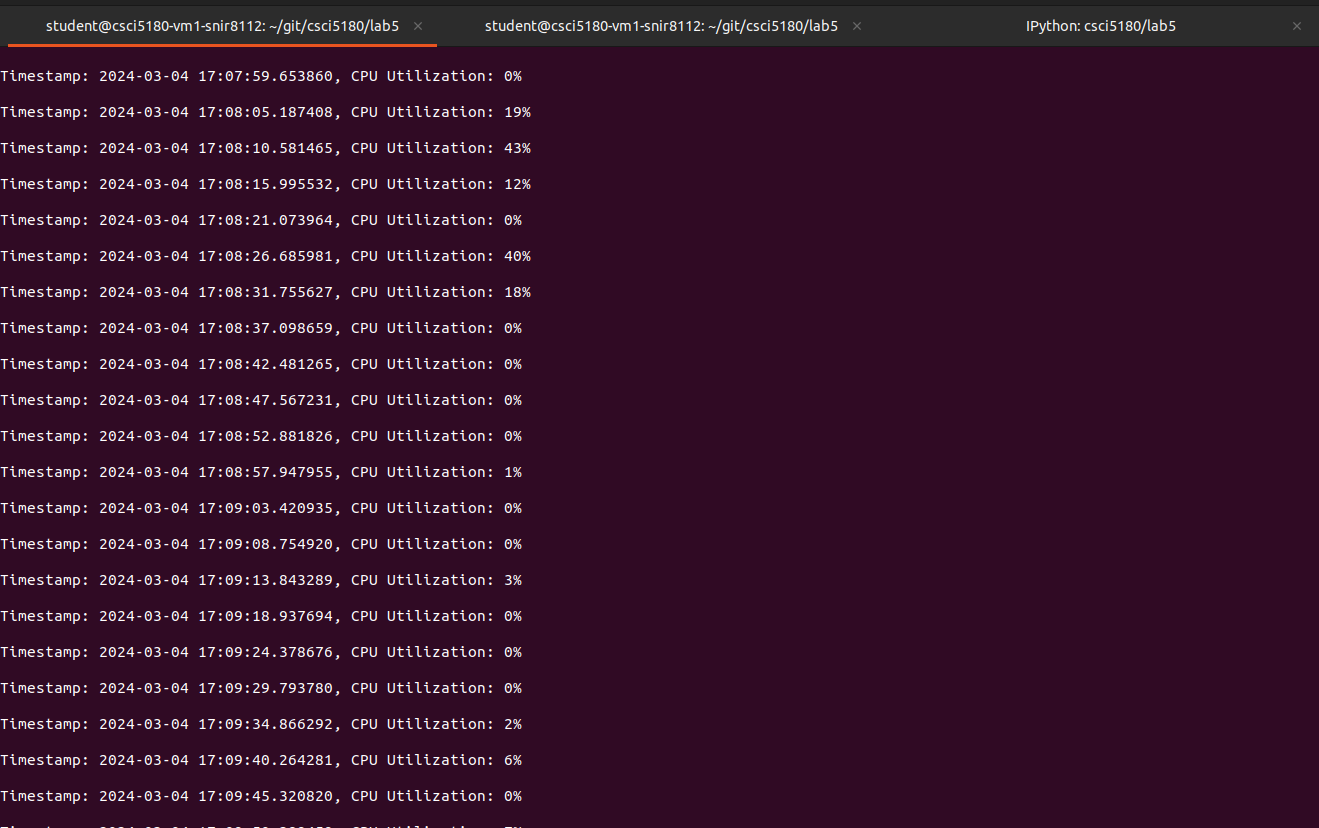 student@csci5180-vm1-snir8112: ~/git/csci5180/lab5 × student@csci5180-vm1-snir8112: ~/git/csci5180/lab5 × IPython: csci5180/lab5 ×
Timestamp: 2024-03-04 17:07:59.653860, CPU Utilization: 0%
Timestamp: 2024-03-04 17:08:05.187408, CPU Utilization: 19%
Timestamp: 2024-03-04 17:08:10.581465, CPU Utilization: 43%
Timestamp: 2024-03-04 17:08:15.995532, CPU Utilization: 12%
Timestamp: 2024-03-04 17:08:21.073964, CPU Utilization: 0%
Timestamp: 2024-03-04 17:08:26.685981, CPU Utilization: 40%
Timestamp: 2024-03-04 17:08:31.755627, CPU Utilization: 18%
Timestamp: 2024-03-04 17:08:37.098659, CPU Utilization: 0%
Timestamp: 2024-03-04 17:08:42.481265, CPU Utilization: 0%
Timestamp: 2024-03-04 17:08:47.567231, CPU Utilization: 0%
Timestamp: 2024-03-04 17:08:52.881826, CPU Utilization: 0%
Timestamp: 2024-03-04 17:08:57.947955, CPU Utilization: 1%
Timestamp: 2024-03-04 17:09:03.420935, CPU Utilization: 0%
Timestamp: 2024-03-04 17:09:08.754920, CPU Utilization: 0%
Timestamp: 2024-03-04 17:09:13.843289, CPU Utilization: 3%
Timestamp: 2024-03-04 17:09:18.937694, CPU Utilization: 0%
Timestamp: 2024-03-04 17:09:24.378676, CPU Utilization: 0%
Timestamp: 2024-03-04 17:09:29.793780, CPU Utilization: 0%
Timestamp: 2024-03-04 17:09:34.866292, CPU Utilization: 2%
Timestamp: 2024-03-04 17:09:40.264281, CPU Utilization: 6%
Timestamp: 2024-03-04 17:09:45.320820, CPU Utilization: 0%